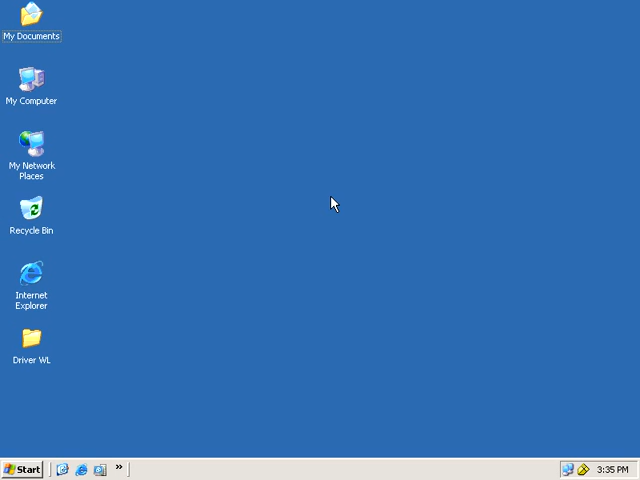 My Documents
My Computer
My Network
Places
Recycle Bin
Internet
Explorer
Driver WL
Start
3:35 PM